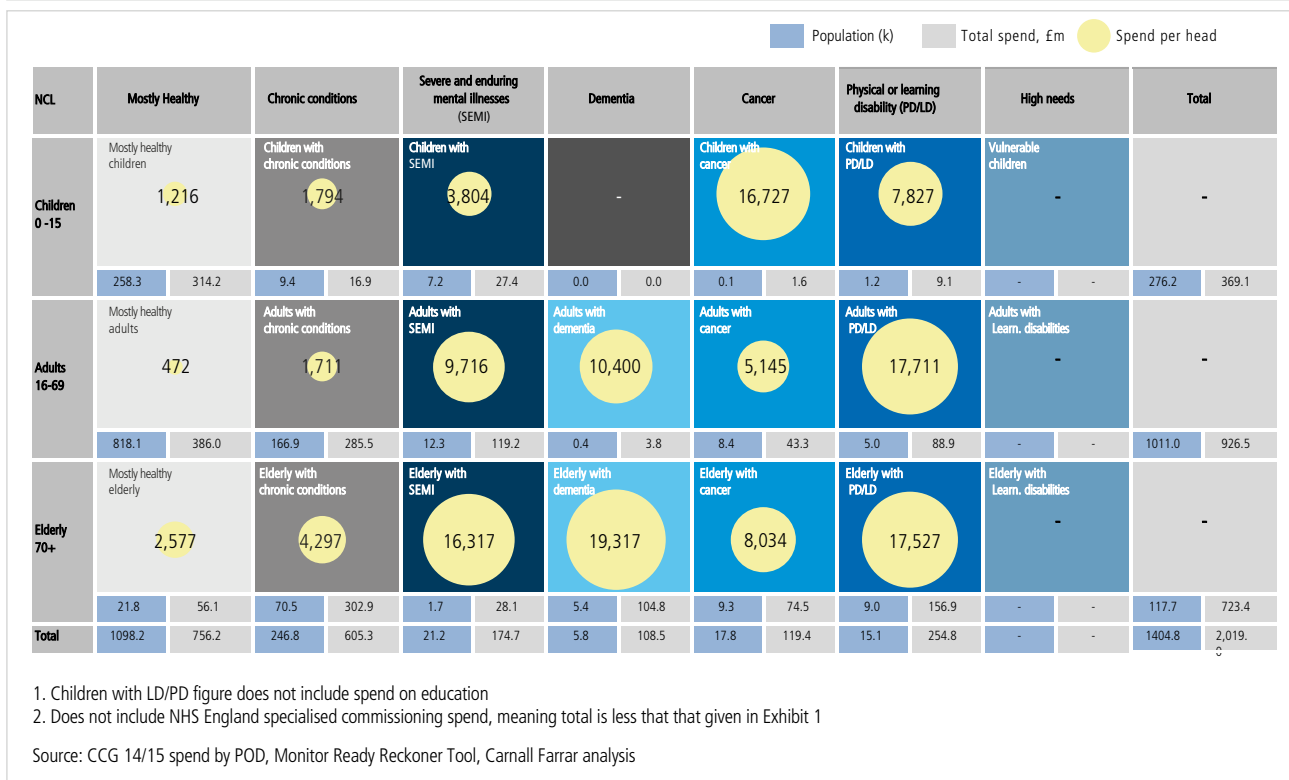 Population (k) Total spend, £m Spend per head
NCL Mostly Healthy Chronic conditions Severe and enduring mental illnesses (SEMI) Dementia Cancer Physical or learning disability (PD/LD) High needs Total
Children 0 -15
Mostly healthy children
1,216
Children with chronic conditions
1,794
Children with SEMI
3,804
-
Children with cancer
16,727
Children with PD/LD
7,827
Vulnerable children
-
-
258.3 314.2 9.4 16.9 7.2 27.4 0.0 0.0 0.1 1.6 1.2 9.1 - - 276.2 369.1
Adults 16-69
Mostly healthy adults
472
Adults with chronic conditions
1,711
Adults with SEMI
9,716
Adults with dementia
10,400
Adults with cancer
5,145
Adults with PD/LD
17,711
Adults with Learn. disabilities
-
-
818.1 386.0 166.9 285.5 12.3 119.2 0.4 3.8 8.4 43.3 5.0 88.9 - - 1011.0 926.5
Elderly 70+
Mostly healthy elderly
2,577
Elderly with chronic conditions
4,297
Elderly with SEMI
16,317
Elderly with dementia
19,317
Elderly with cancer
8,034
Elderly with PD/LD
17,527
Elderly with Learn. disabilities
-
-
21.8 56.1 70.5 302.9 1.7 28.1 5.4 104.8 9.3 74.5 9.0 156.9 - - 117.7 723.4
Total 1098.2 756.2 246.8 605.3 21.2 174.7 5.8 108.5 17.8 119.4 15.1 254.8 - - 1404.8 2,019.
1. Children with LD/PD figure does not include spend on education
2. Does not include NHS England specialised commissioning spend, meaning total is less that that given in Exhibit 1
Source: CCG 14/15 spend by POD, Monitor Ready Reckoner Tool, Carnall Farrar analysis